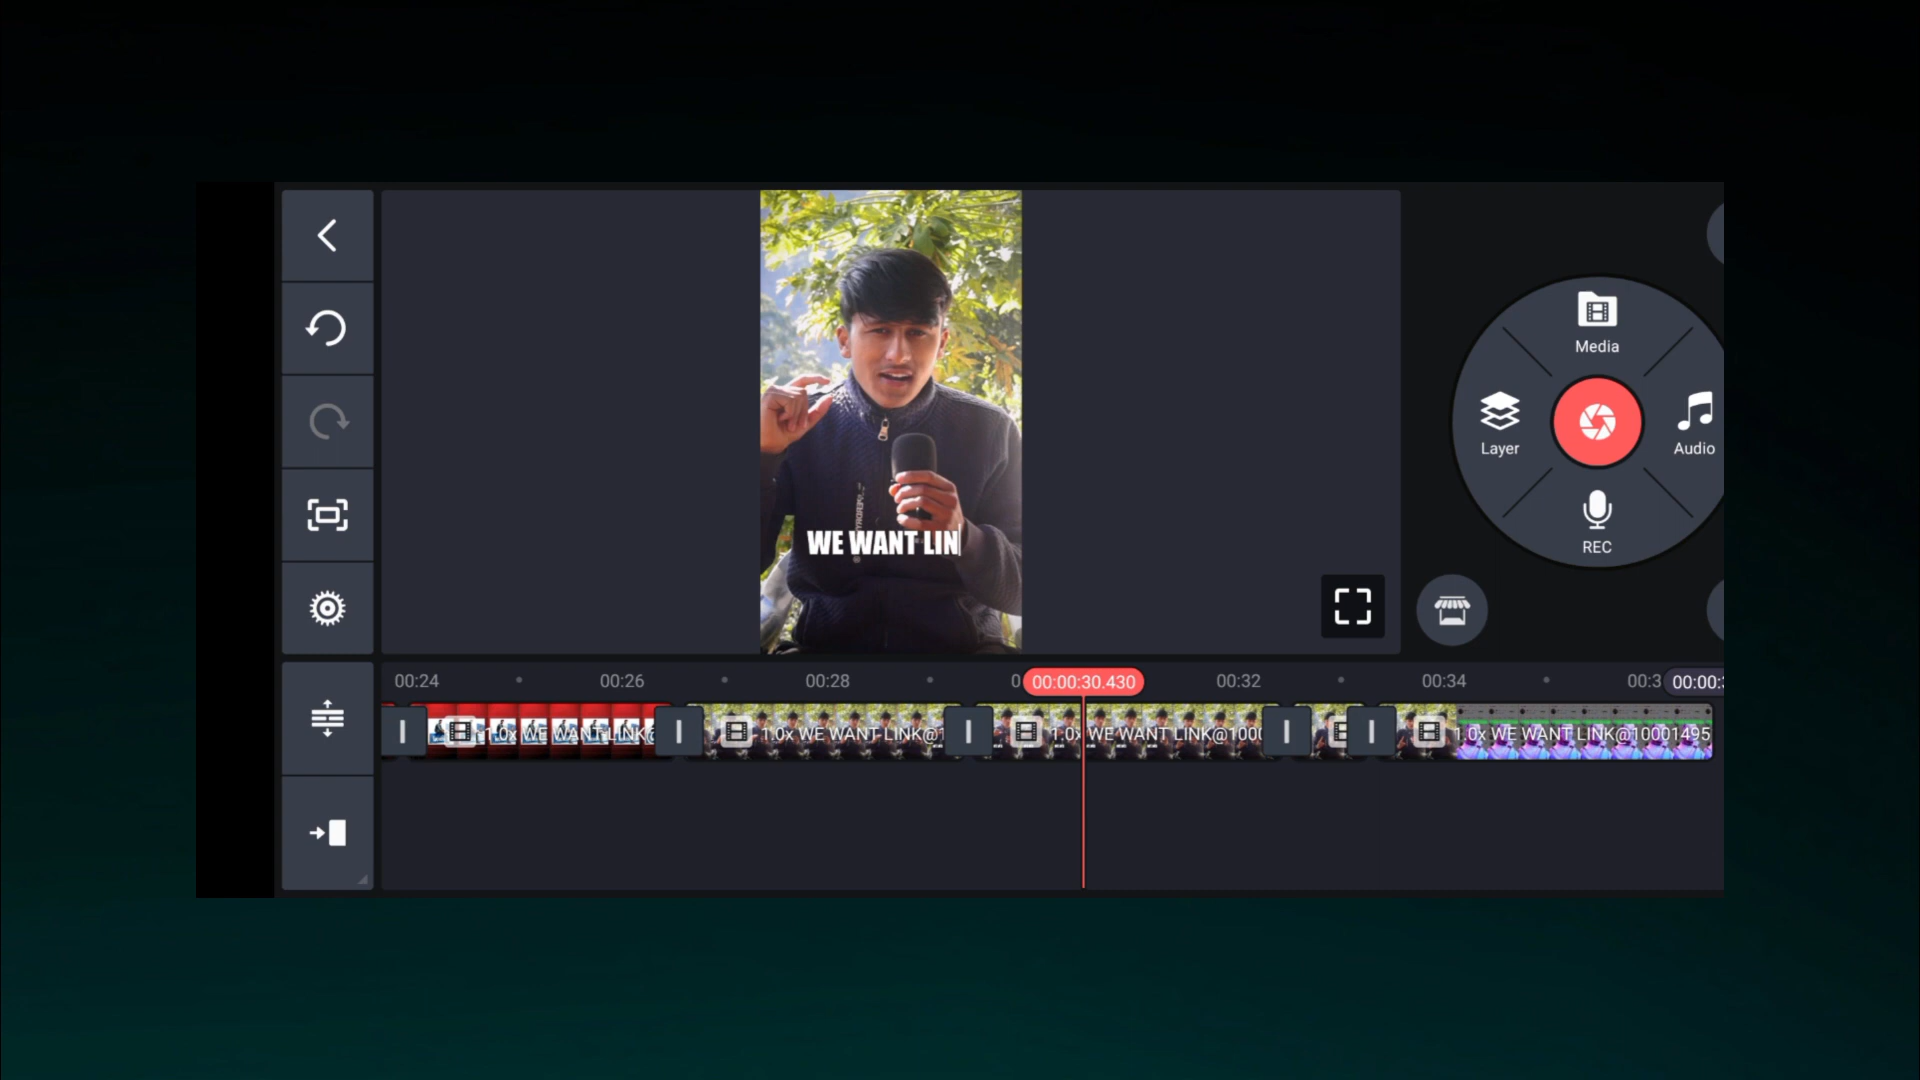 Media
Layer
Audio
REC
WE WANT LIN
00:24
00:26
00:28
0
00:00:30.430
00:32
00:34
00:3
00:00:3
1.0x WE WANT LINK@
1.0x WE WANT LINK@1
1.0x WE WANT LINK@1000
1.0x WE WANT LINK@10001495